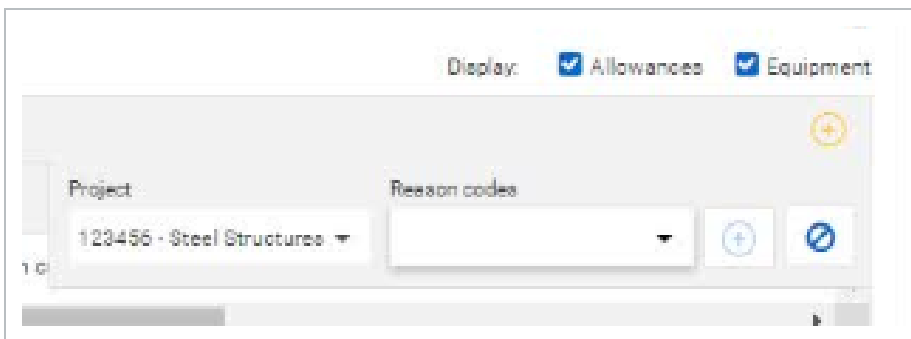 Display: Allowances Equipment
Project Reason codes
123456 - Steel Structures